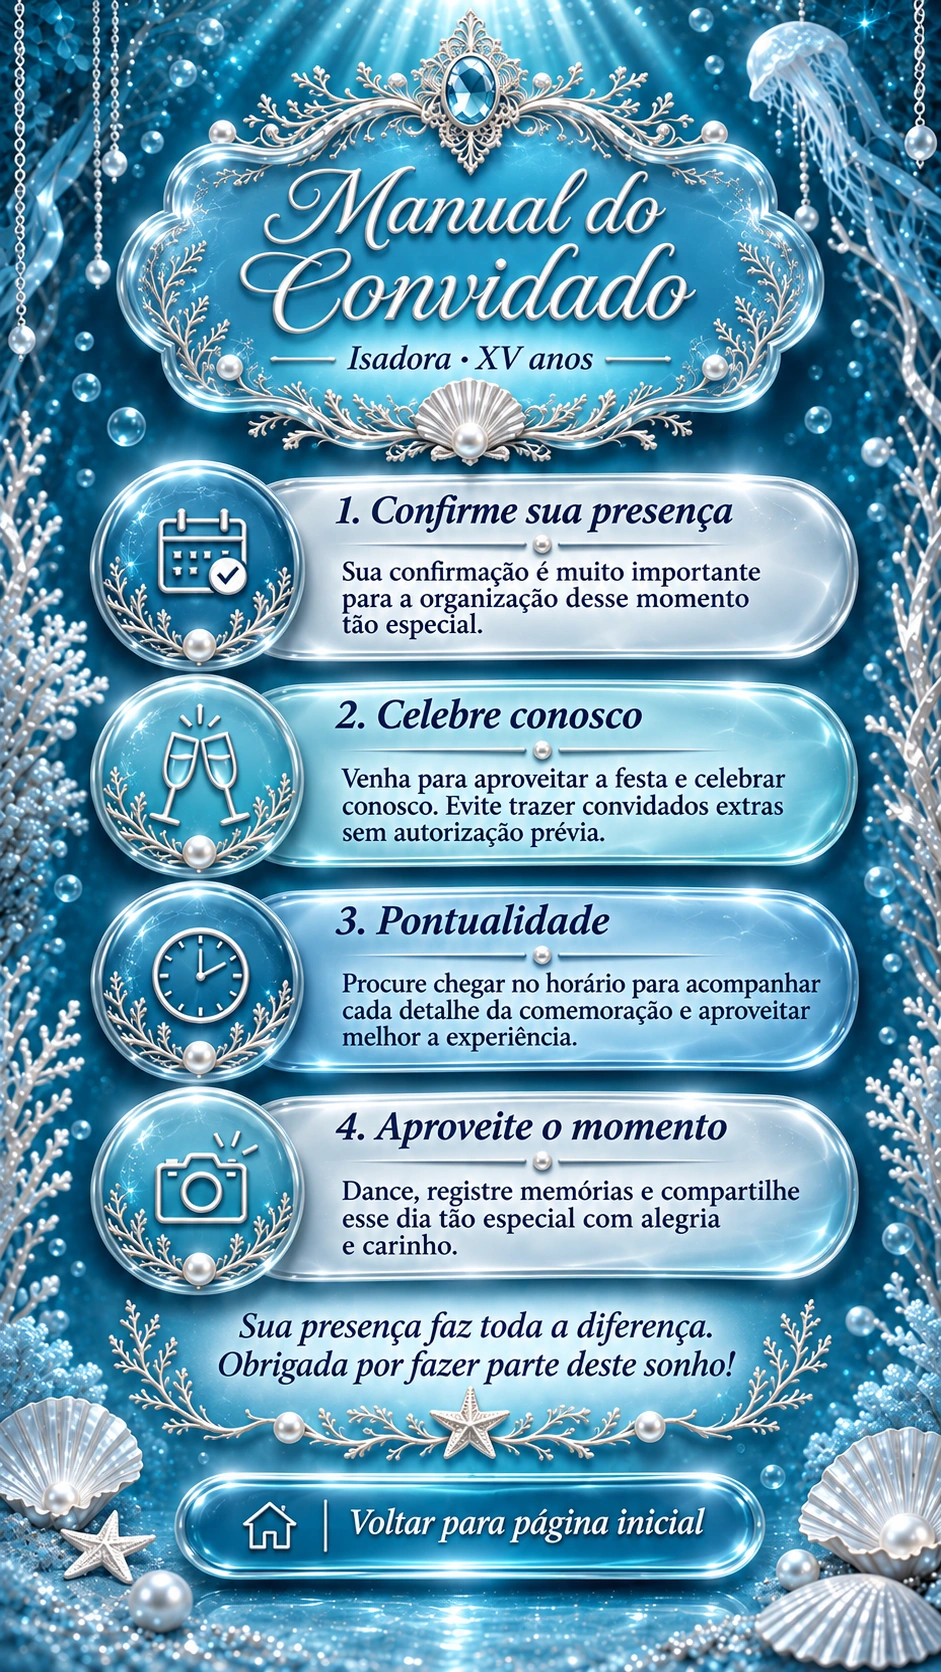 Manual do
Convidado
Isadora • XV anos
1. Confirme sua presença
Sua confirmação é muito importante
para a organização desse momento
tão especial.
2. Celebre conosco
Venha para aproveitar a festa e celebrar
conosco. Evite trazer convidados extras
sem autorização prévia.
3. Pontualidade
Procure chegar no horário para acompanhar
cada detalhe da comemoração e aproveitar
melhor a experiência.
4. Aproveite o momento
Dance, registre memórias e compartilhe
esse dia tão especial com alegria
e carinho.
Sua presença faz toda a diferença.
Obrigada por fazer parte deste sonho!
Voltar para página inicial